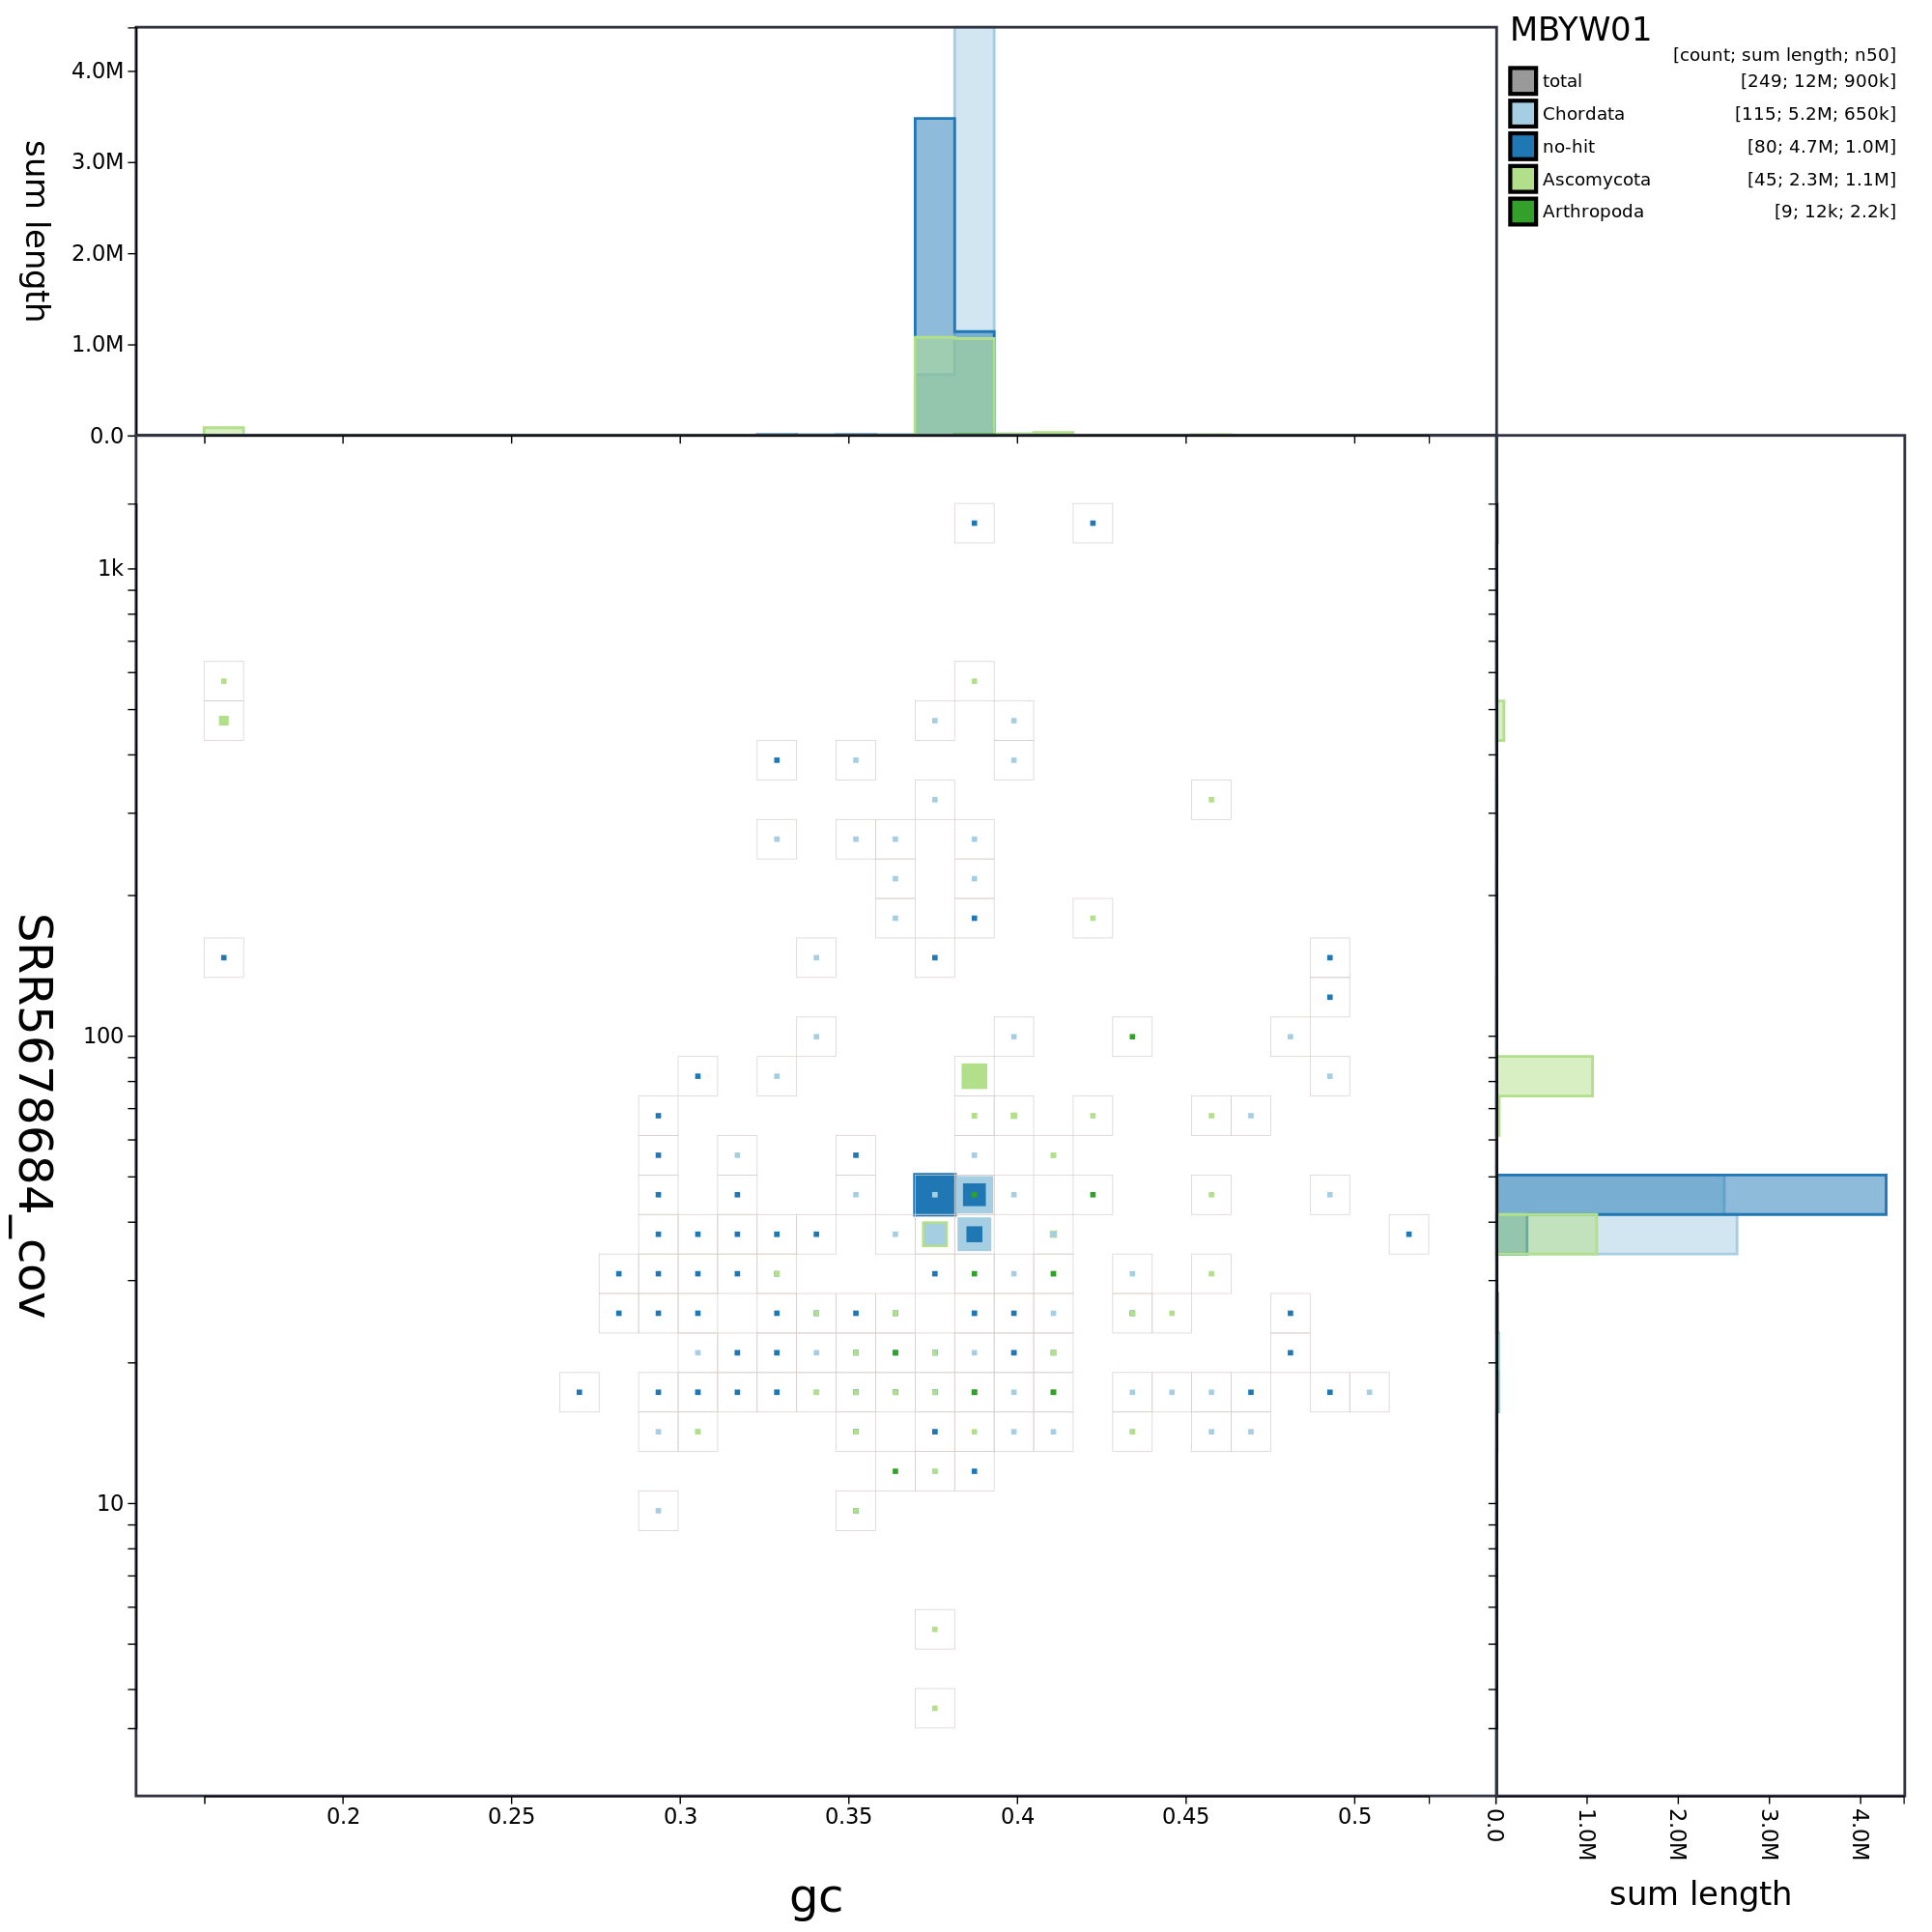 MBYW01
[count; sum length; n50]
total [249; 12M; 900k]
Chordata [115; 5.2M; 650k]
no-hit [80; 4.7M; 1.0M]
Ascomycota [45; 2.3M; 1.1M]
Arthropoda [9; 12k; 2.2k]
sum length
4.0M
3.0M
2.0M
1.0M
0.0
SRR5678684_cov
1k
100
10
0.2 0.25 0.3 0.35 0.4 0.45 0.5
gc
0.0 1.0M 2.0M 3.0M 4.0M
sum length